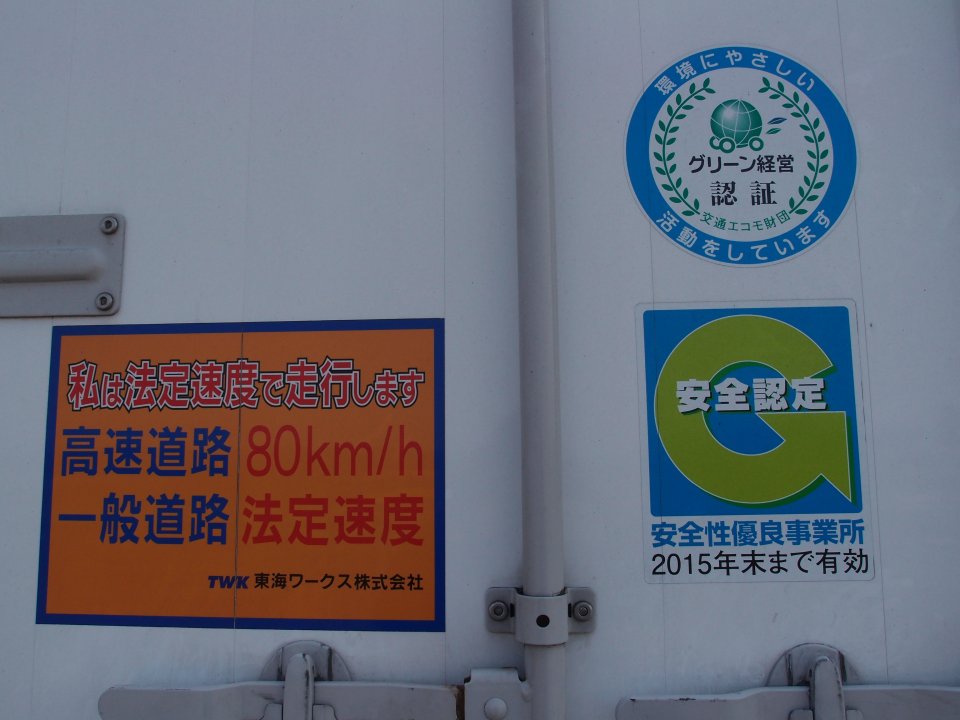 環境にやさしい
グリーン経営
認証
交通エコモ財団
活動をしています
私は法定速度で走行します
高速道路 80km/h
一般道路 法定速度
TWK 東海ワークス株式会社
安全認定
安全性優良事業所
2015年末まで有効